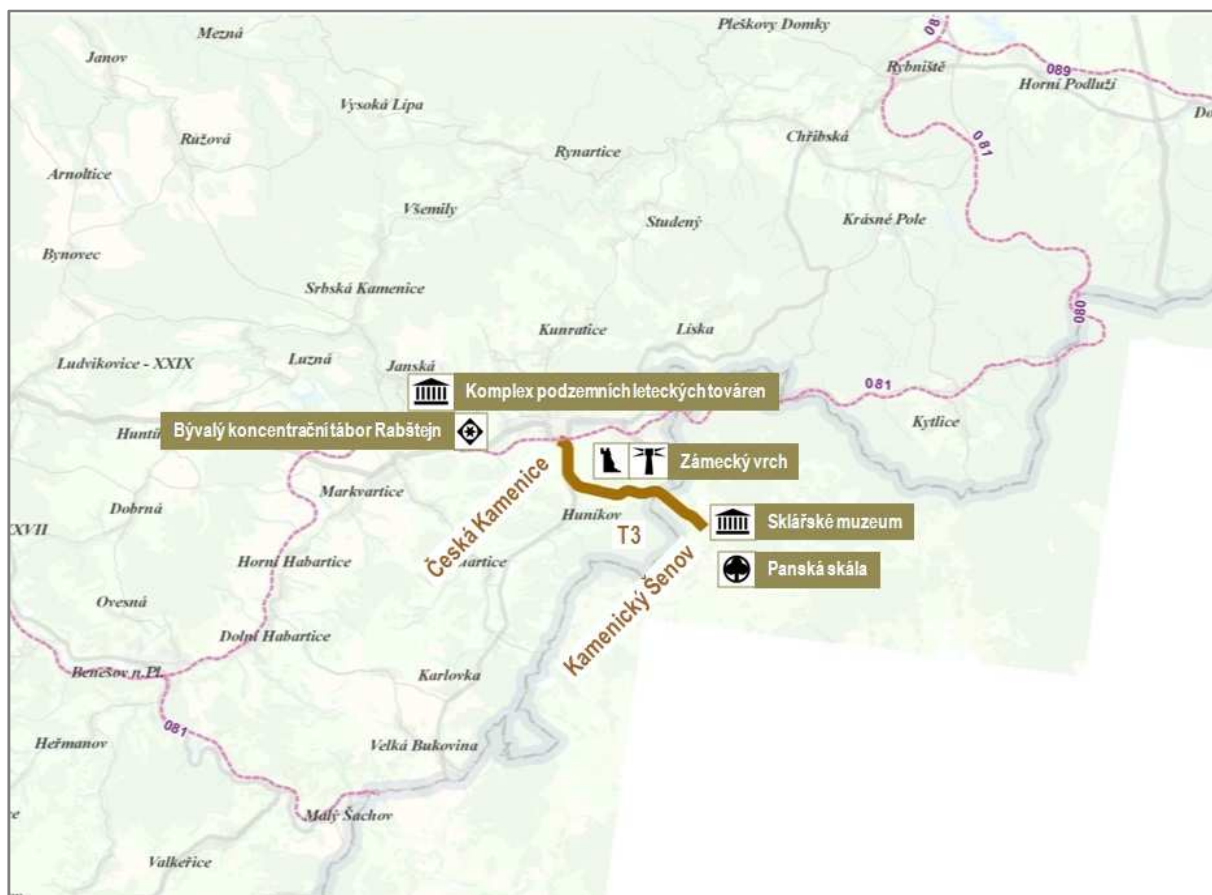 Mezná
Pleškovy Domky
Janov
Rybniště
089
Horní Podluží
Vysoká Lípa
Růžová
Chřibská
Rynartice
081
Arnoltice
Všemily
Studený
Krásné Pole
Bynovec
Srbská Kamenice
Kunratice
Líska
080
Ludvíkovice - XXIX
Luzná
Janská
Komplex podzemních leteckých továren
081
Bývalý koncentrační tábor Rabštejn
Kytlice
Zámecký vrch
Markvartice
Česká Kamenice
Dobrná
Huníkov
Sklářské muzeum
XXVII
T3
Horní Habartice
Panská skála
Kamenický Šenov
Ovesná
Dolní Habartice
Benešov n.Pl.
Karlovka
081
Heřmanov
Velká Bukovina
Malý Šachov
Valkeřice